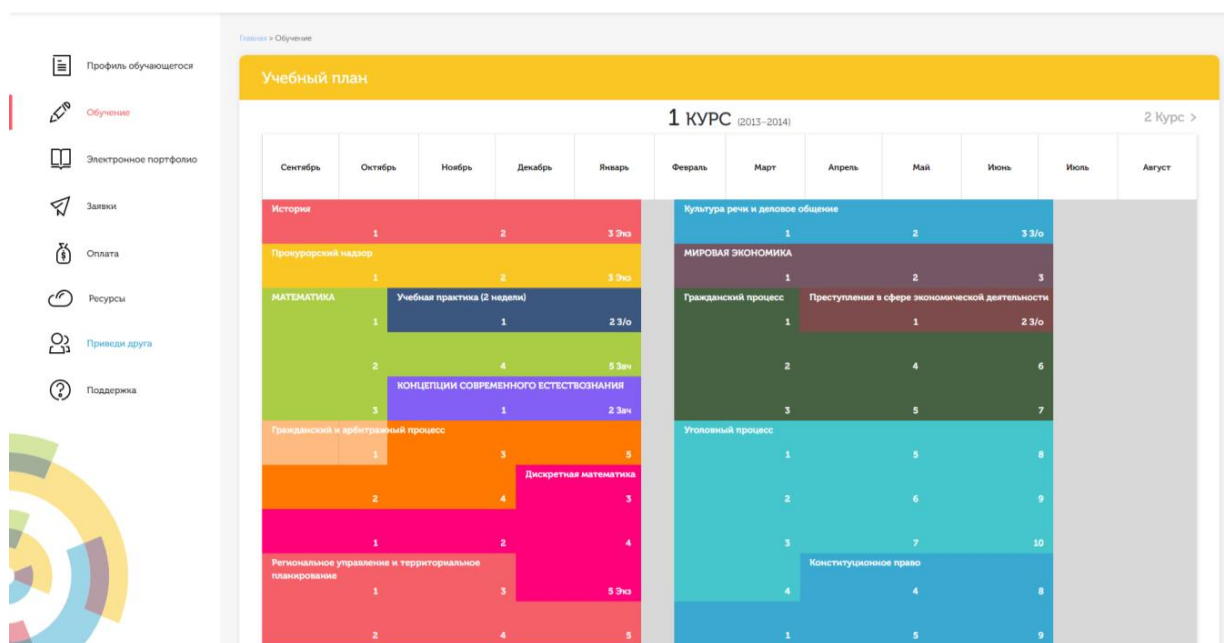 Главная > Обучение
Профиль обучающегося
Обучение
Электронное портфолио
Заявки
Оплата
Ресурсы
Приведи друга
Поддержка
Учебный план
1 КУРС (2013-2014)
2 Курс >
Сентябрь Октябрь Ноябрь Декабрь Январь Февраль Март Апрель Май Июнь Июль Август
История
1 2 3 Экз
Прокурорский надзор
1 2 3 Экз
МАТЕМАТИКА Учебная практика (2 недели)
1 1 2 З/о
2 4 5 Зач
КОНЦЕПЦИИ СОВРЕМЕННОГО ЕСТЕСТВОЗНАНИЯ
3 1 2 Зач
Гражданский и арбитражный процесс
1 3 5
Дискретная математика
2 4 3
1 2 4
Региональное управление и территориальное
планирование
1 3 5 Экз
2 4 5
Культура речи и деловое общение
1 2 3 З/о
МИРОВАЯ ЭКОНОМИКА
1 2 3
Гражданский процесс Преступления в сфере экономической деятельности
1 1 2 З/о
2 4 6
3 5 7
Уголовный процесс
1 5 8
2 6 9
3 7 10
Конституционное право
4 4 8
1 5 9